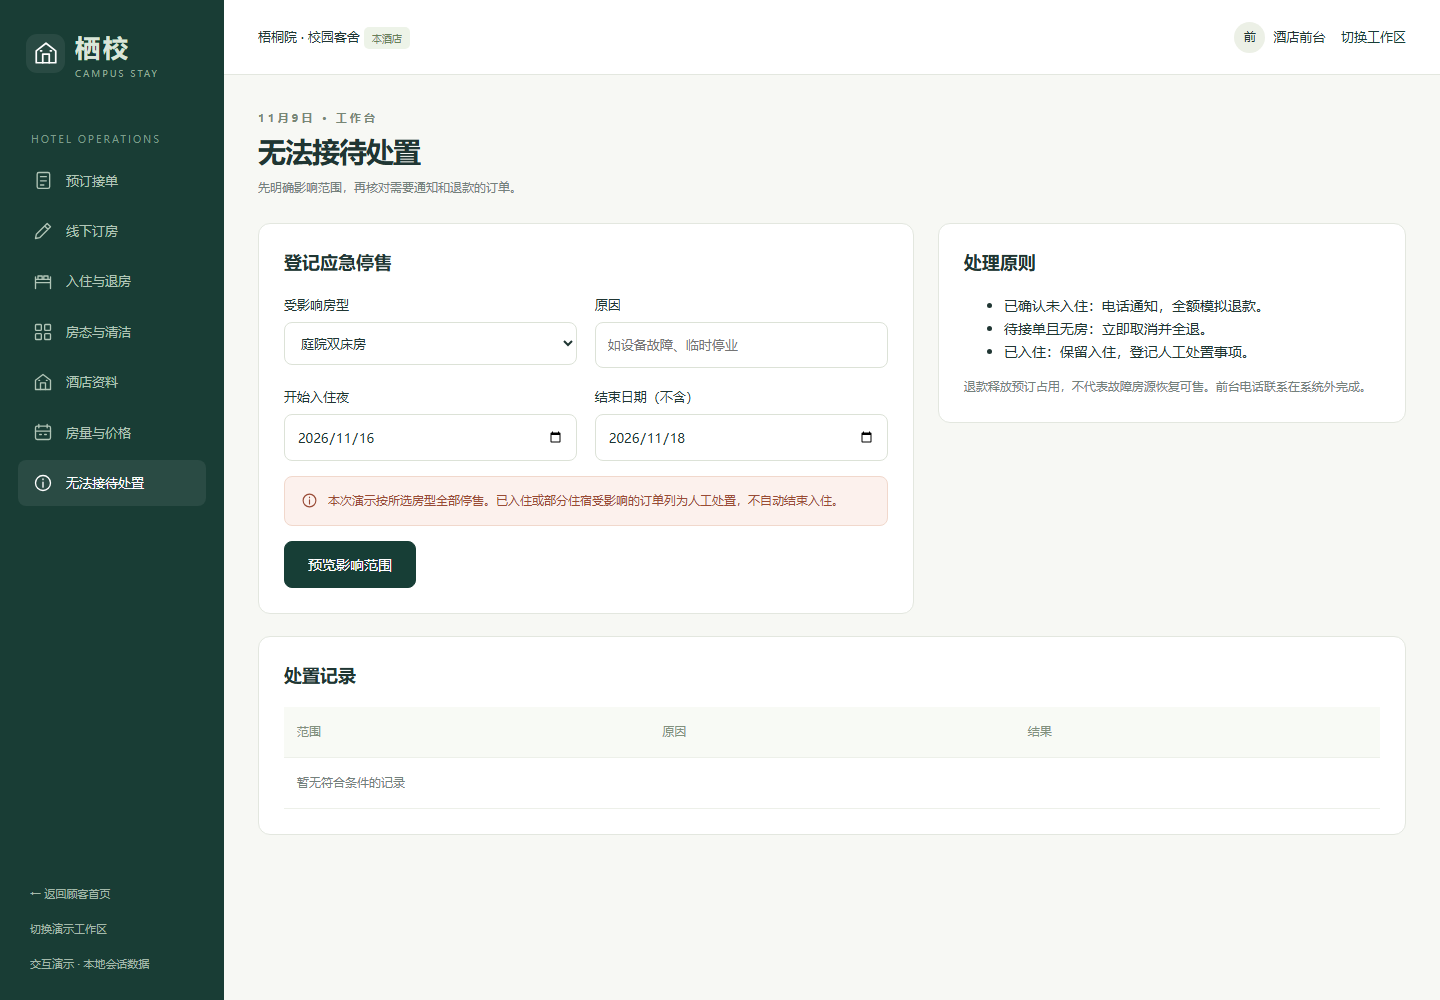 栖校
CAMPUS STAY
HOTEL OPERATIONS
预订接单
线下订房
入住与退房
房态与清洁
酒店资料
房量与价格
无法接待处置
← 返回顾客首页
切换演示工作区
交互演示 · 本地会话数据
梧桐院 · 校园客舍 本酒店
前 酒店前台 切换工作区
11月9日 • 工作台
无法接待处置
先明确影响范围，再核对需要通知和退款的订单。
登记应急停售
受影响房型
庭院双床房
原因
如设备故障、临时停业
开始入住夜
2026/11/16
结束日期（不含）
2026/11/18
本次演示按所选房型全部停售。已入住或部分住宿受影响的订单列为人工处置，不自动结束入住。
预览影响范围
处理原则
• 已确认未入住：电话通知，全额模拟退款。
• 待接单且无房：立即取消并全退。
• 已入住：保留入住，登记人工处置事项。
退款释放预订占用，不代表故障房源恢复可售。前台电话联系在系统外完成。
处置记录
范围 原因 结果
暂无符合条件的记录